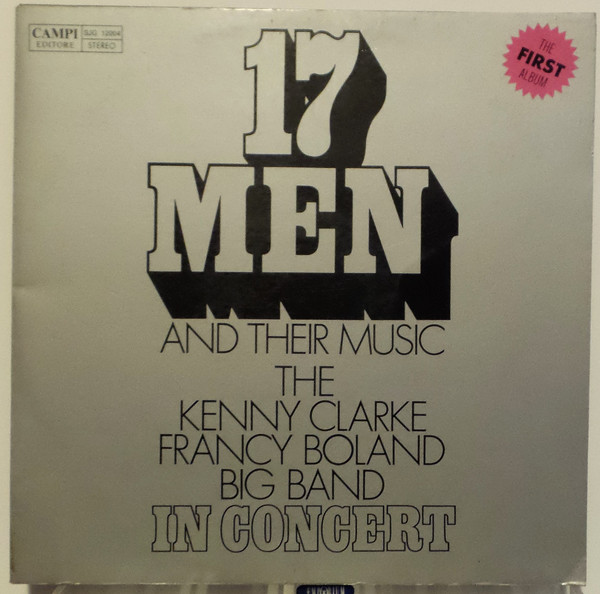 CAMPI
EDITORE
SJG 12004
STEREO
THE
FIRST
ALBUM
17
MEN
AND THEIR MUSIC
THE
KENNY CLARKE
FRANCY BOLAND
BIG BAND
IN CONCERT